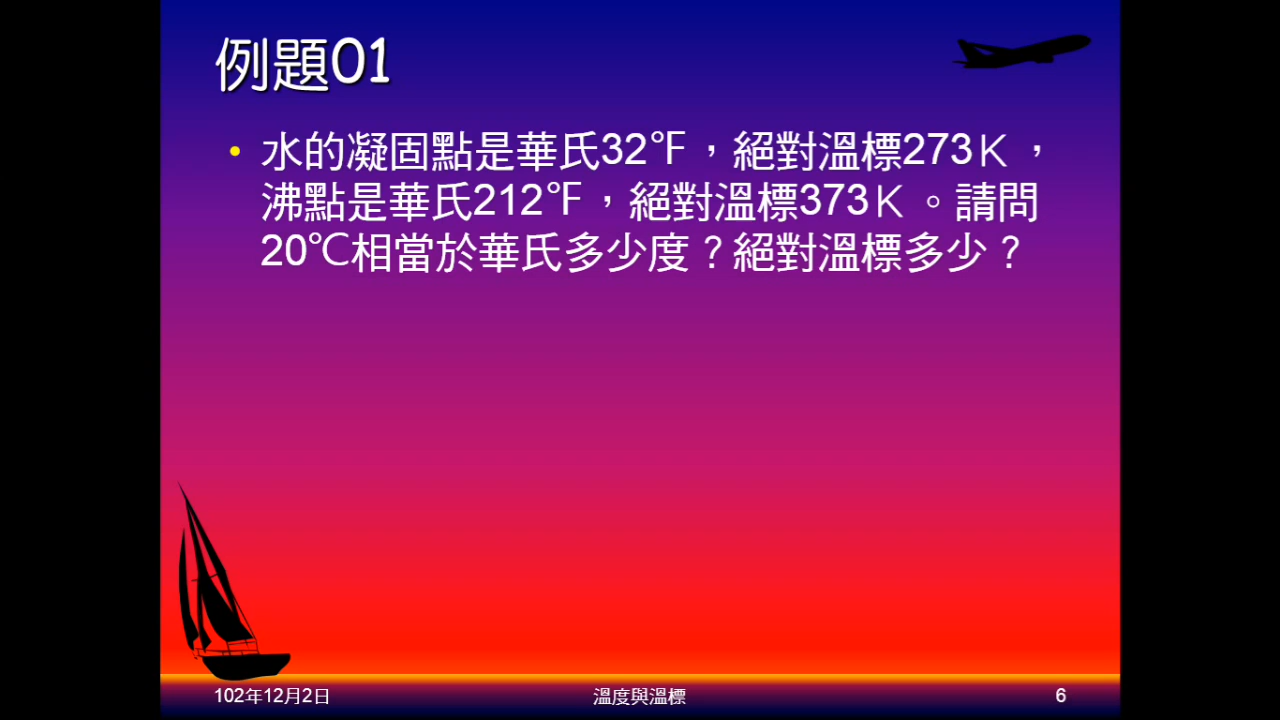 例題01
• 水的凝固點是華氏32℉，絕對溫標273Ｋ，
沸點是華氏212℉，絕對溫標373Ｋ。請問
20℃相當於華氏多少度？絕對溫標多少？
102年12月2日
溫度與溫標
6